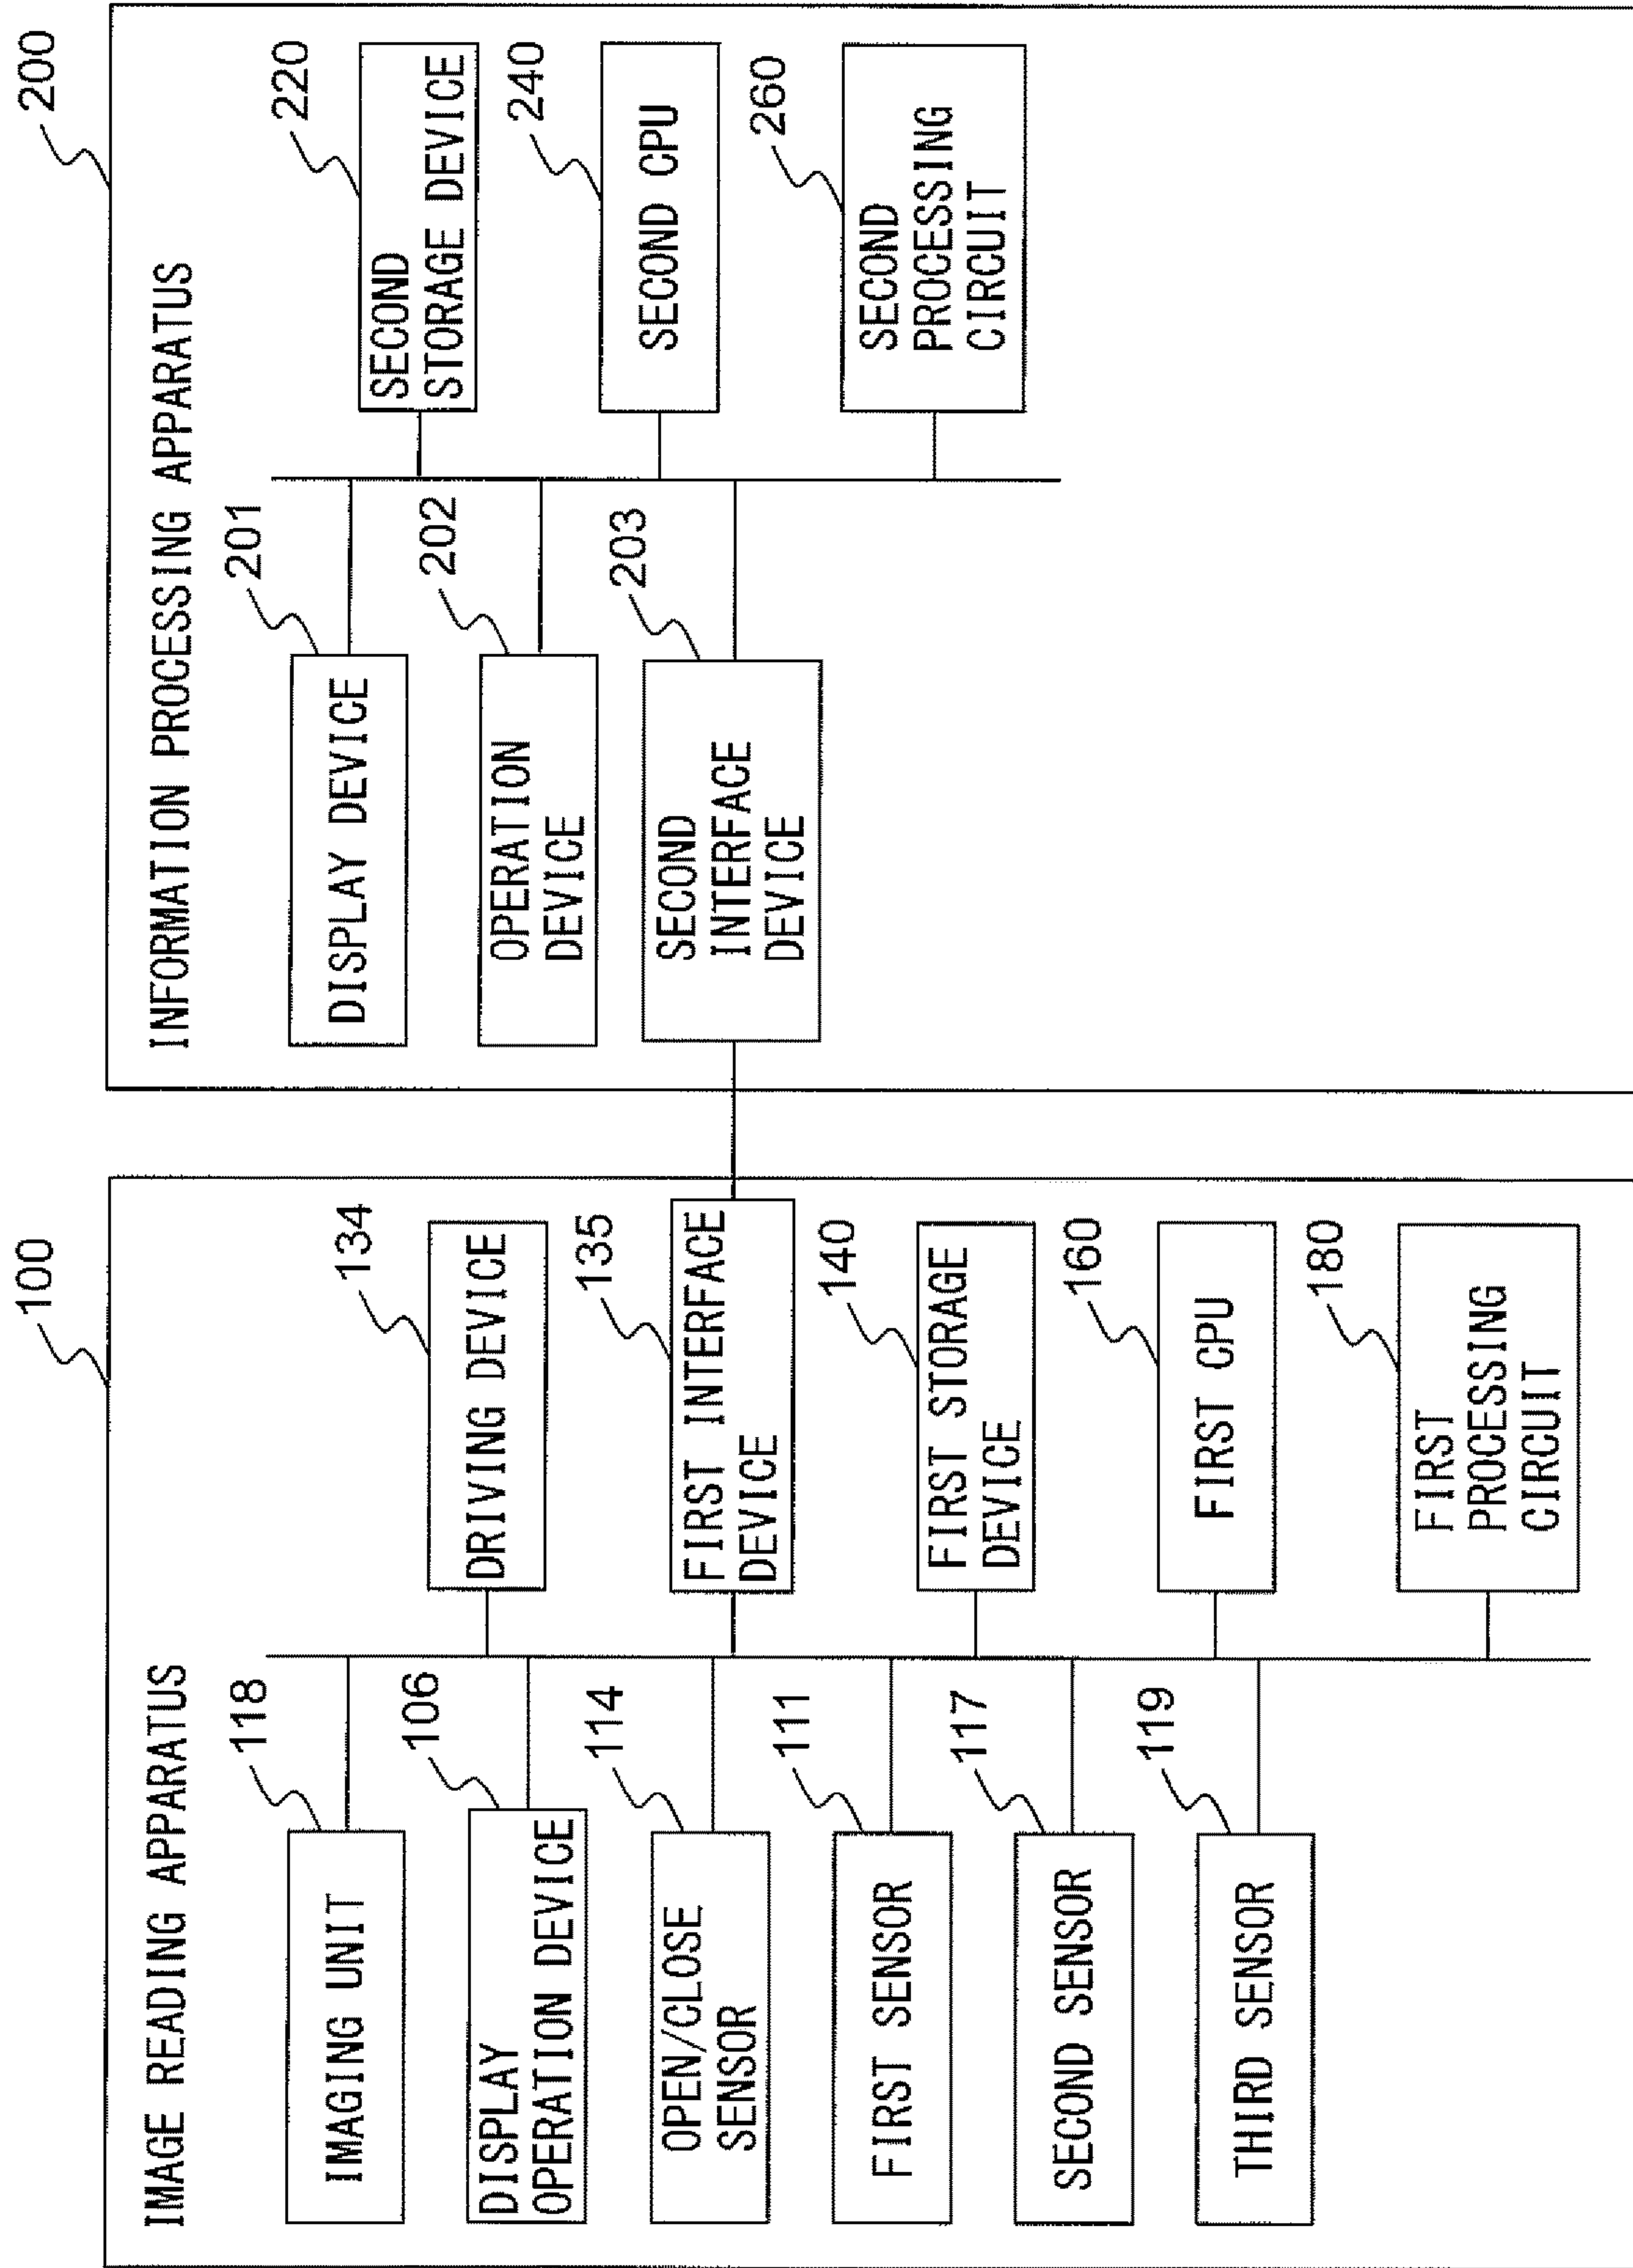 100
IMAGE READING APPARATUS
118
IMAGING UNIT
106
DISPLAY
OPERATION DEVICE
114
OPEN/CLOSE
SENSOR
111
FIRST SENSOR
117
SECOND SENSOR
119
THIRD SENSOR
134
DRIVING DEVICE
135
FIRST INTERFACE
DEVICE
140
FIRST STORAGE
DEVICE
160
FIRST CPU
180
FIRST
PROCESSING
CIRCUIT
200
INFORMATION PROCESSING APPARATUS
201
DISPLAY DEVICE
202
OPERATION
DEVICE
203
SECOND
INTERFACE
DEVICE
220
SECOND
STORAGE DEVICE
240
SECOND CPU
260
SECOND
PROCESSING
CIRCUIT